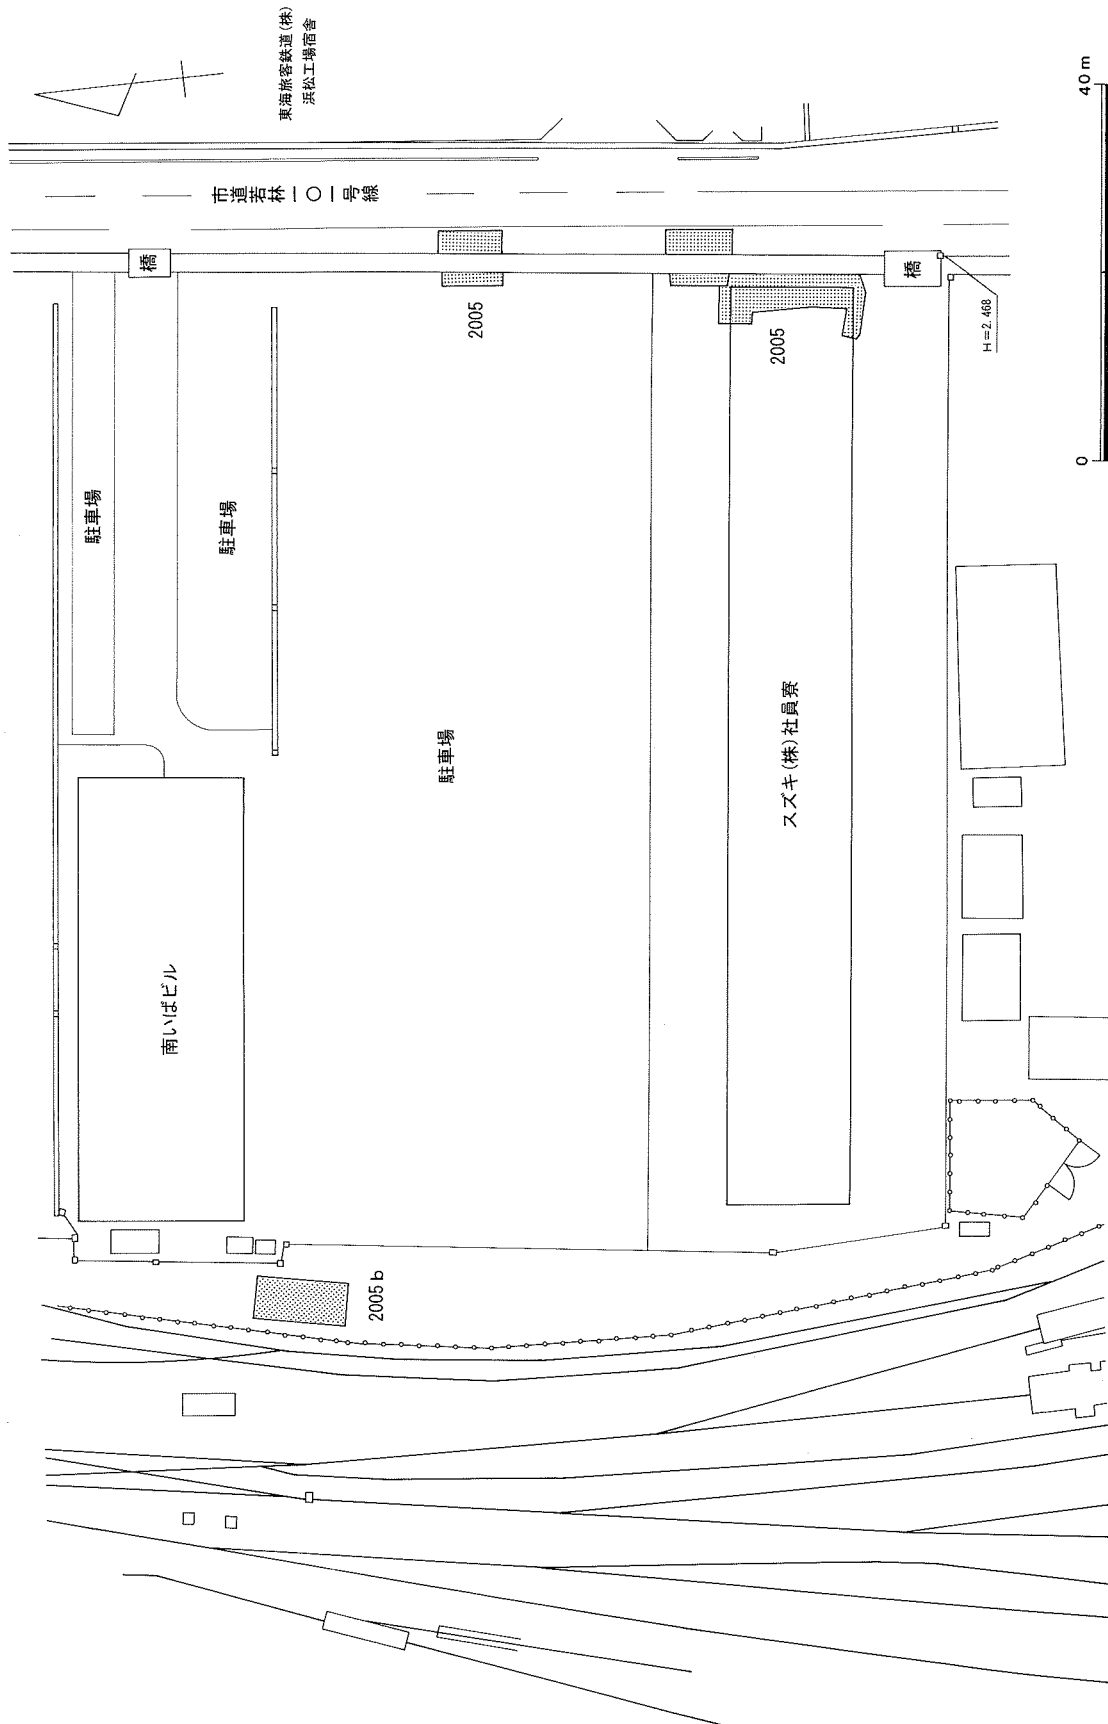 東海旅客鉄道(株)
浜松工場宿舎
市道若林一〇一号線
橋
橋
2005
2005
H=2.468
40m
0
駐車場
駐車場
駐車場
スズキ(株)社員寮
南いばビル
2005b